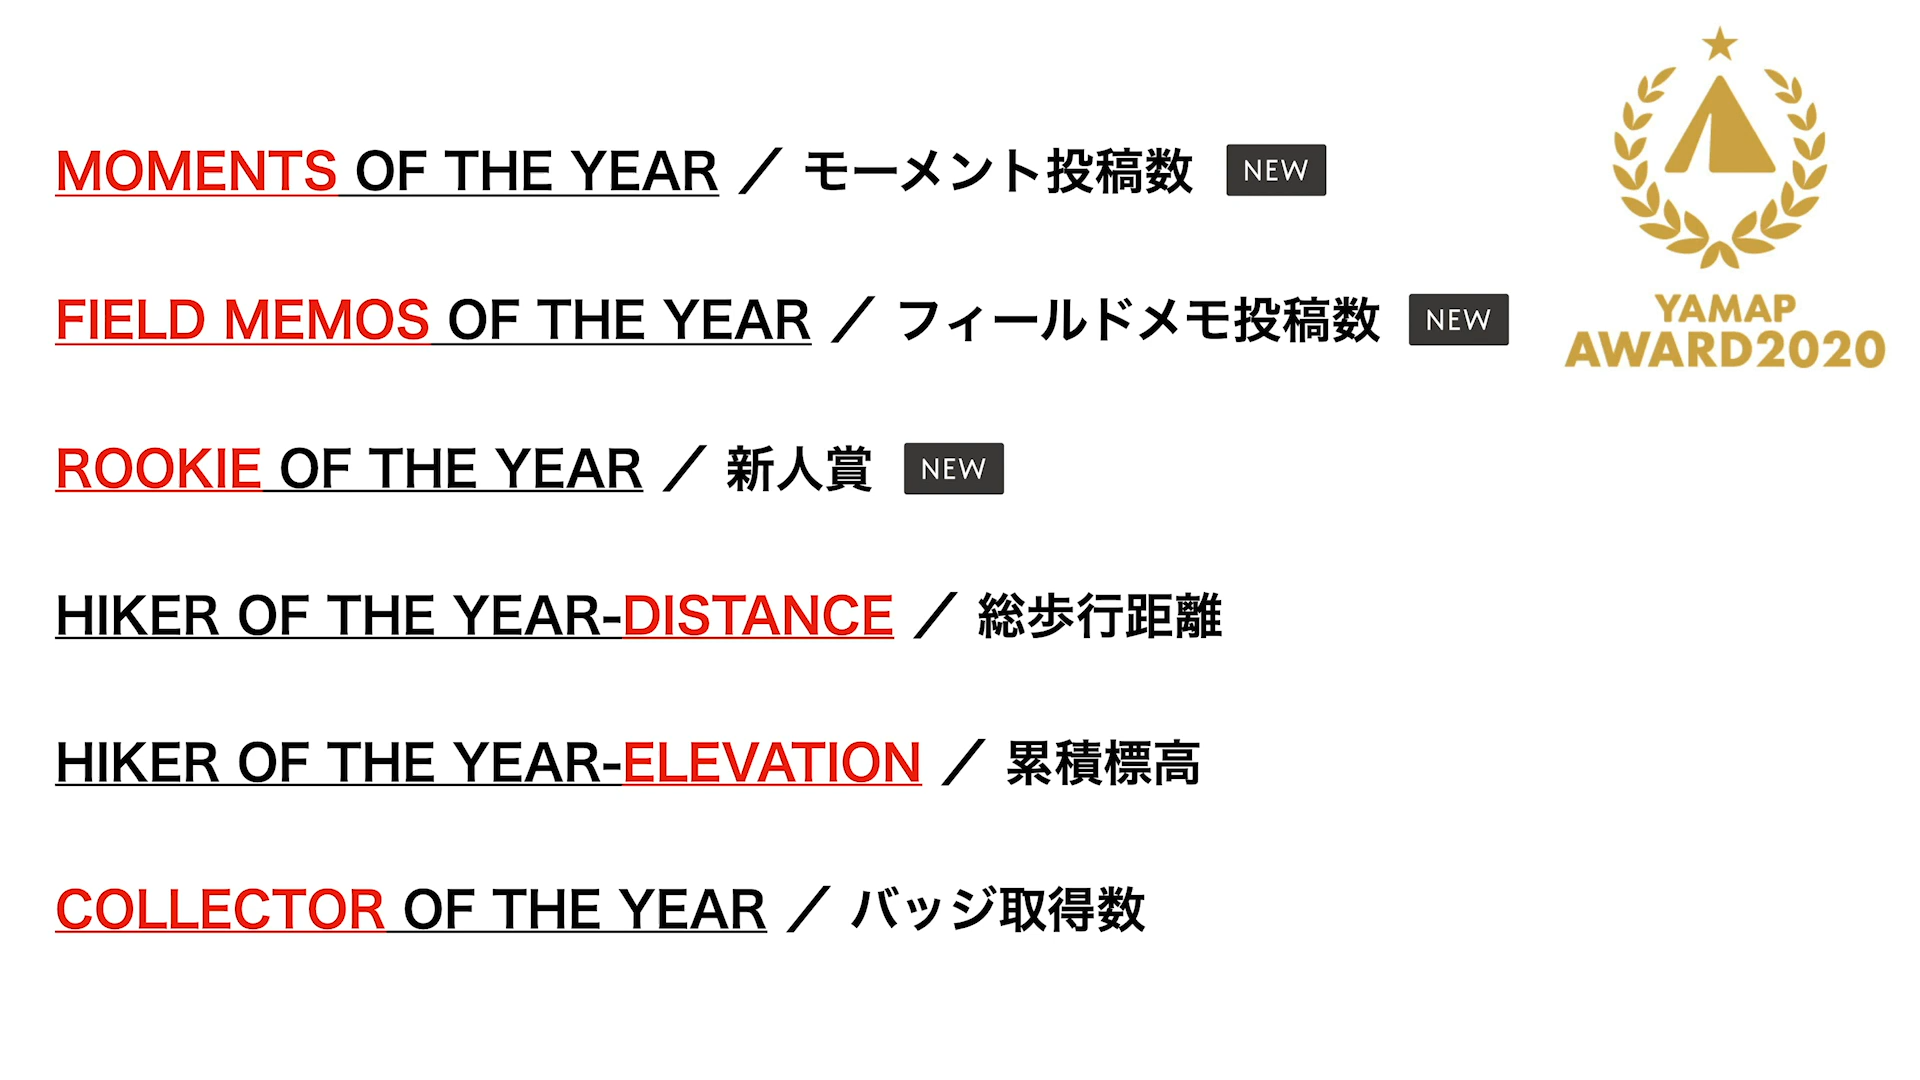 MOMENTS OF THE YEAR ／ モーメント投稿数 NEW
FIELD MEMOS OF THE YEAR ／ フィールドメモ投稿数 NEW
YAMAP
AWARD2020
ROOKIE OF THE YEAR ／ 新人賞 NEW
HIKER OF THE YEAR-DISTANCE ／ 総歩行距離
HIKER OF THE YEAR-ELEVATION ／ 累積標高
COLLECTOR OF THE YEAR ／ バッジ取得数